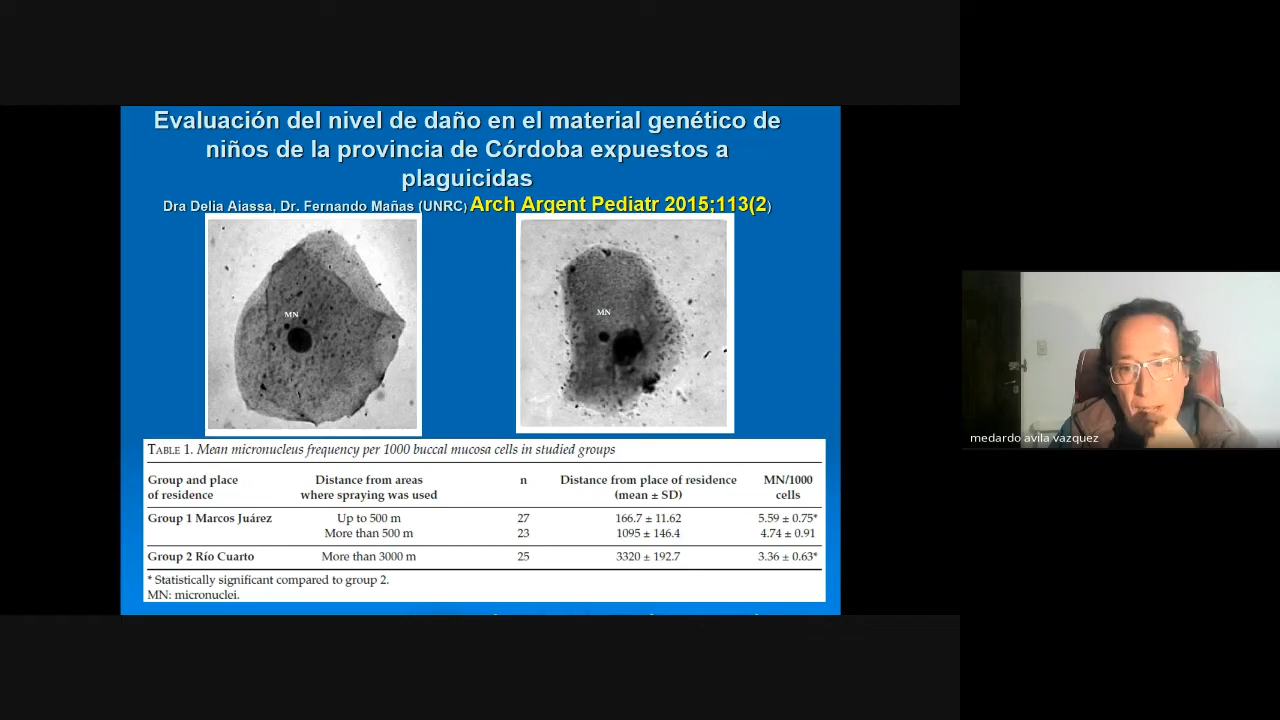 Evaluación del nivel de daño en el material genético de
niños de la provincia de Córdoba expuestos a
plaguicidas
Dra Delia Aiassa, Dr. Fernando Mañas (UNRC) Arch Argent Pediatr 2015;113(2)
MN
MN
TABLE 1. Mean micronucleus frequency per 1000 buccal mucosa cells in studied groups
Group and place Distance from areas n Distance from place of residence MN/1000
of residence where spraying was used (mean ± SD) cells
Group 1 Marcos Juárez Up to 500 m 27 166.7 ± 11.62 5.59 ± 0.75*
More than 500 m 23 1095 ± 146.4 4.74 ± 0.91
Group 2 Río Cuarto More than 3000 m 25 3320 ± 192.7 3.36 ± 0.63*
* Statistically significant compared to group 2.
MN: micronuclei.
medardo avila vazquez